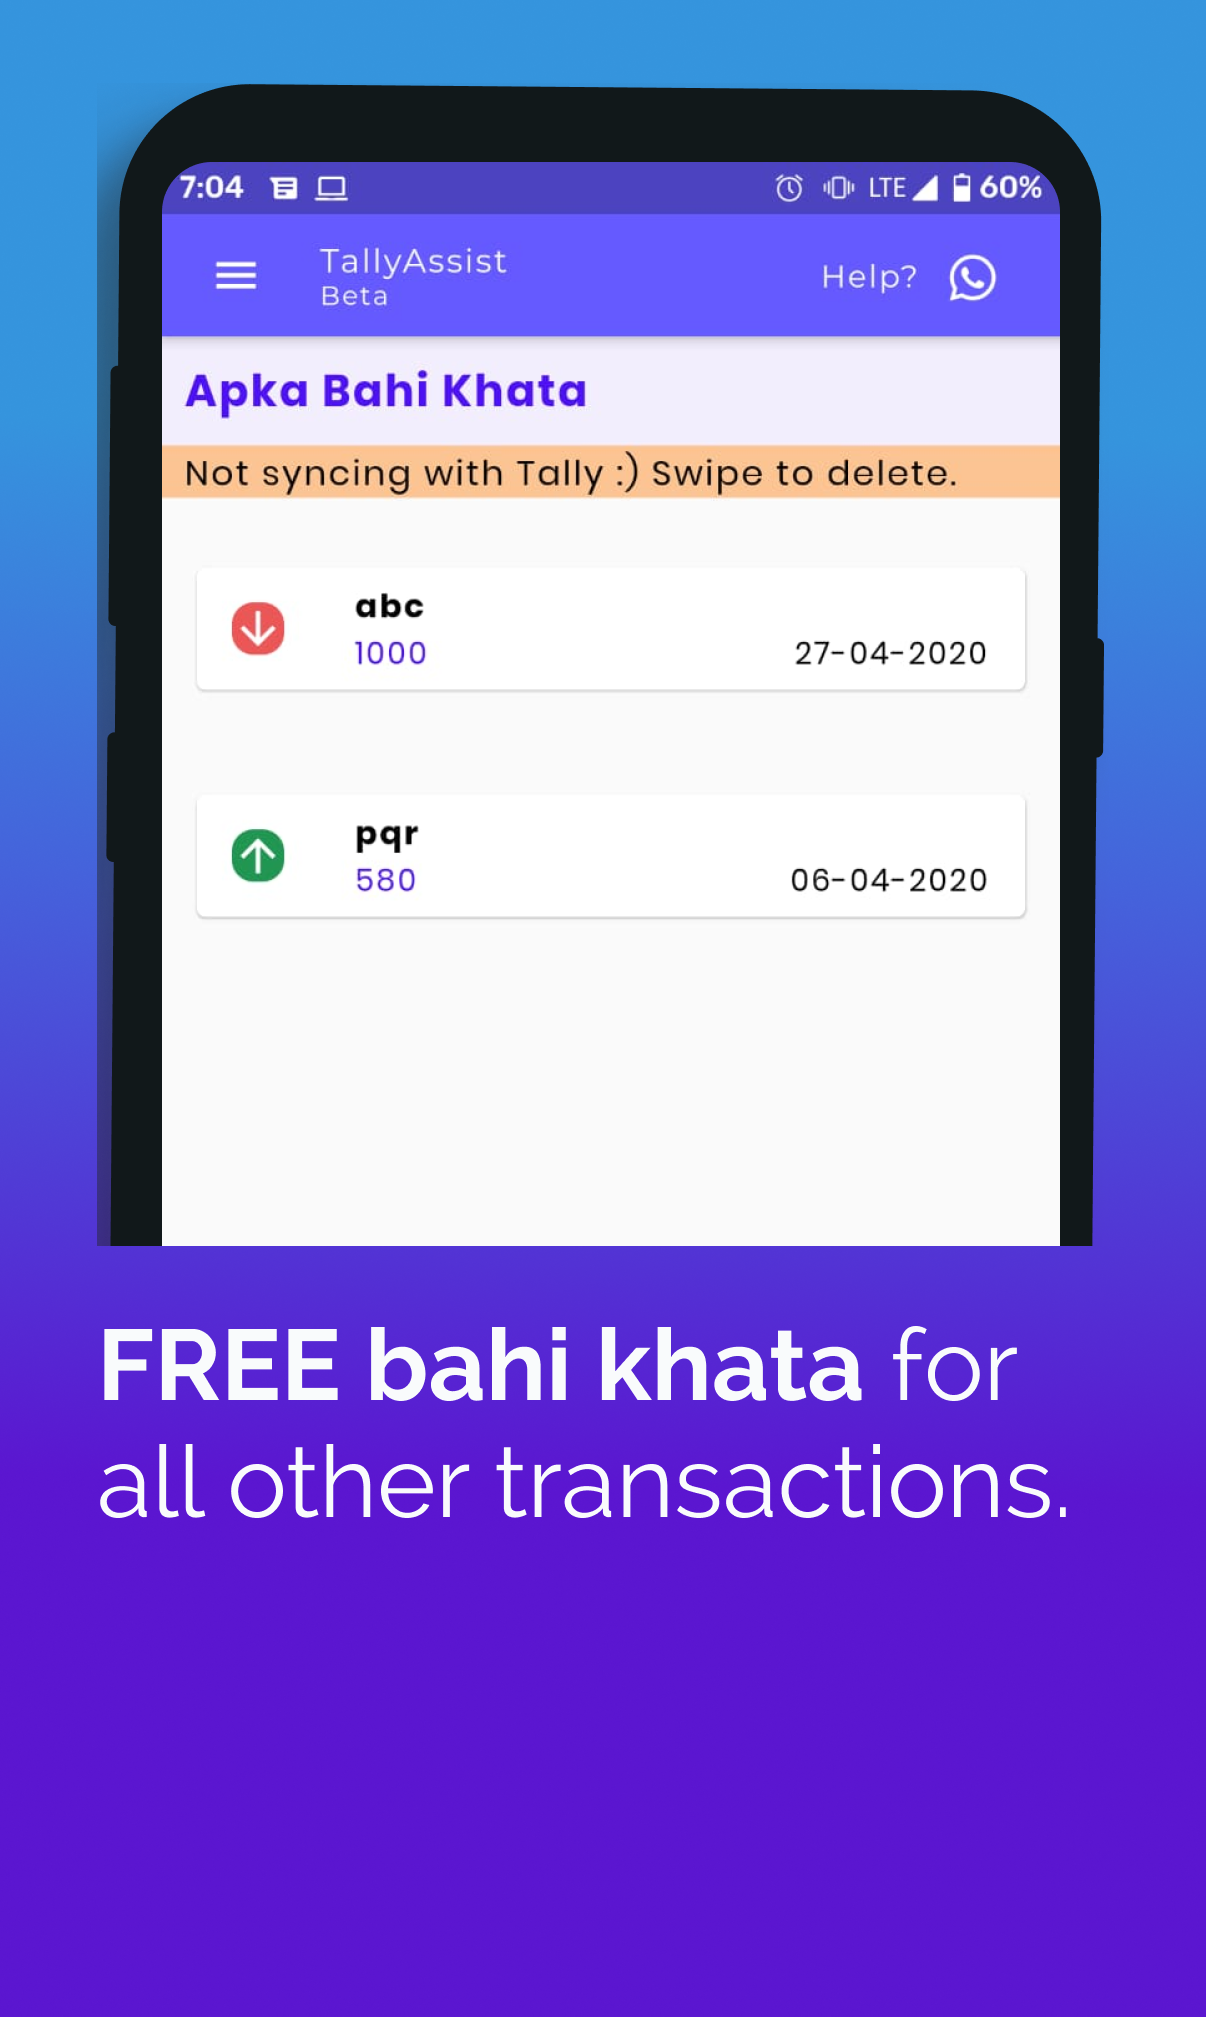 7:04 LTE 60%
TallyAssist
Beta
Help?
Apka Bahi Khata
Not syncing with Tally :) Swipe to delete.
abc
1000 27-04-2020
pqr
580 06-04-2020
FREE bahi khata for
all other transactions.